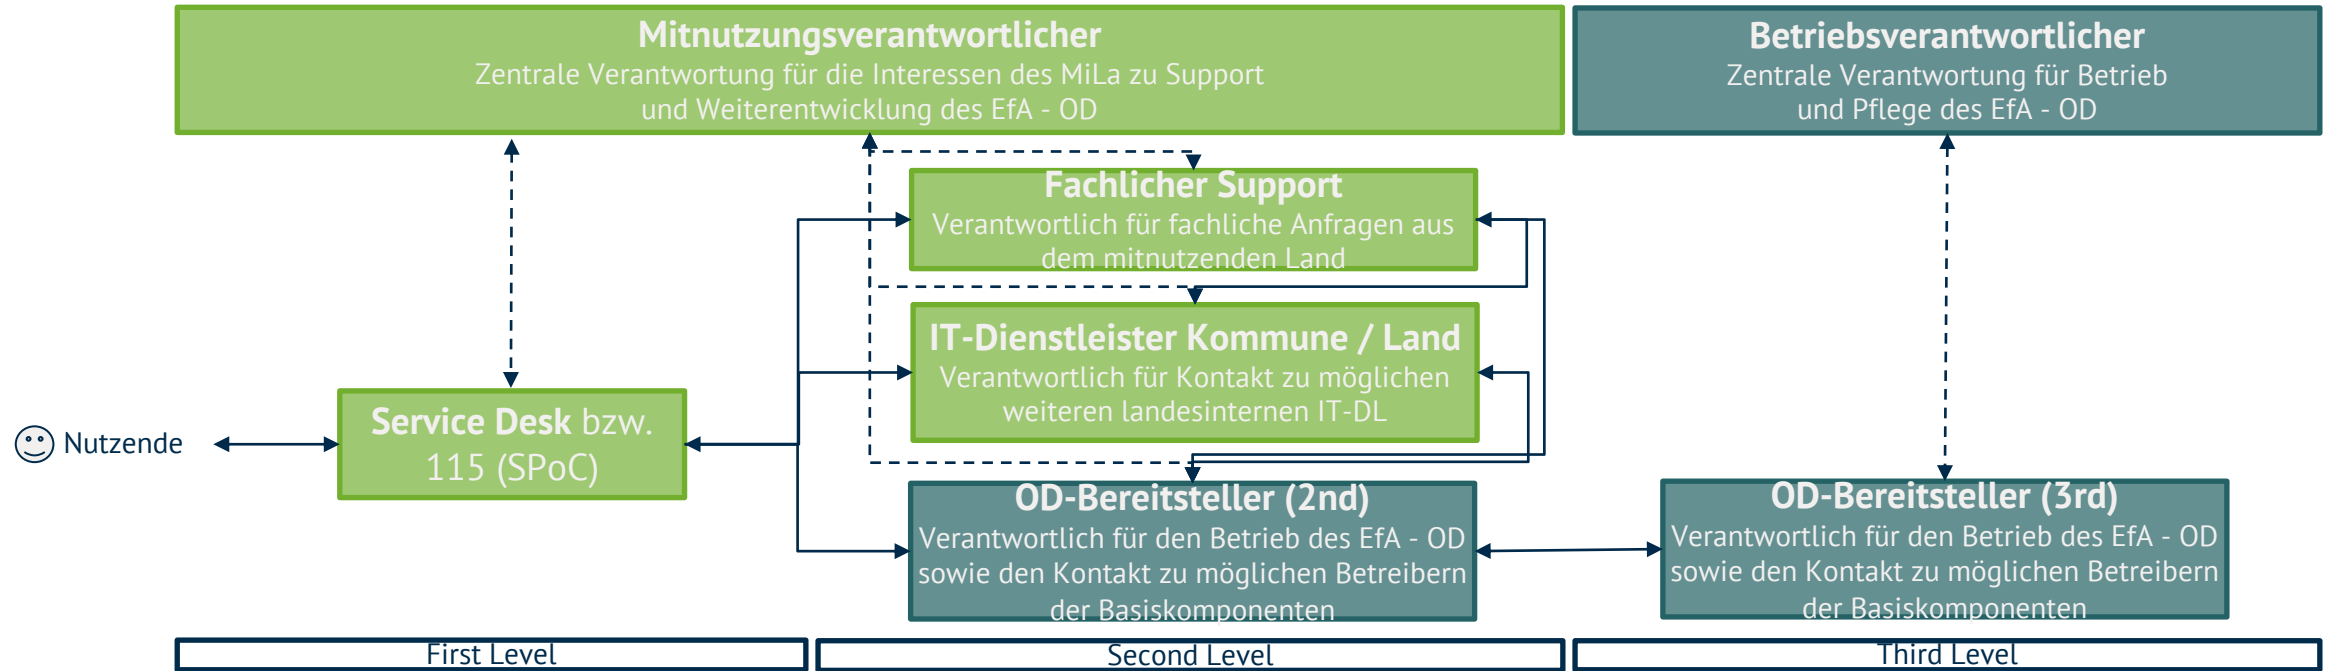 Mitnutzungsverantwortlicher
Zentrale Verantwortung für die Interessen des MiLa zu Support
und Weiterentwicklung des EfA - OD
Betriebsverantwortlicher
Zentrale Verantwortung für Betrieb
und Pflege des EfA - OD
Fachlicher Support
Verantwortlich für fachliche Anfragen aus
dem mitnutzenden Land
IT-Dienstleister Kommune / Land
Verantwortlich für Kontakt zu möglichen
weiteren landesinternen IT-DL
Nutzende
Service Desk bzw.
115 (SPoC)
OD-Bereitsteller (2nd)
Verantwortlich für den Betrieb des EfA - OD
sowie den Kontakt zu möglichen Betreibern
der Basiskomponenten
OD-Bereitsteller (3rd)
Verantwortlich für den Betrieb des EfA - OD
sowie den Kontakt zu möglichen Betreibern
der Basiskomponenten
First Level
Second Level
Third Level